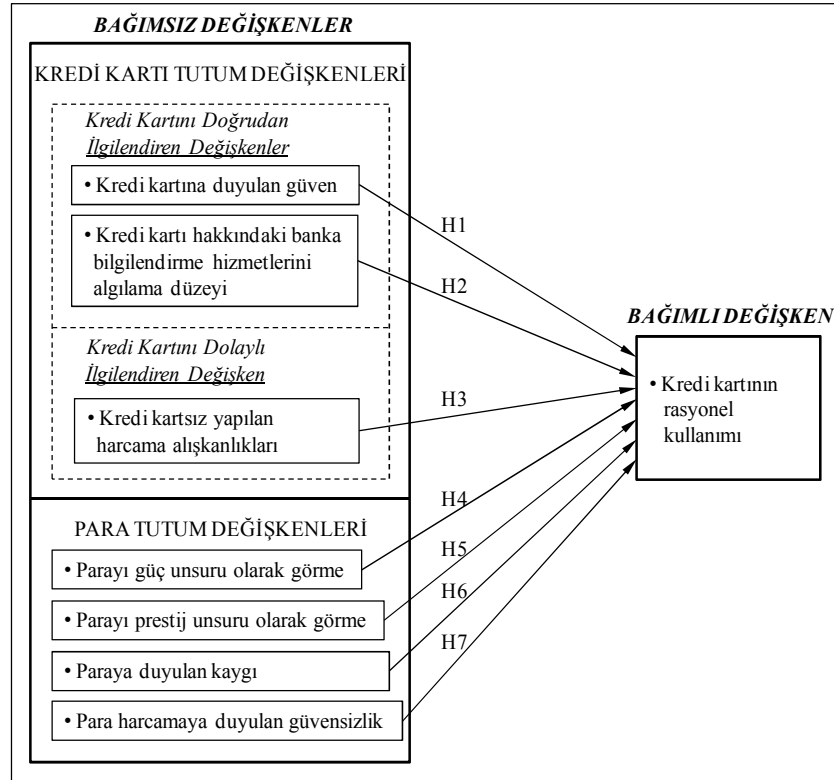 BAĞIMSIZ DEĞİŞKENLER
KREDİ KARTI TUTUM DEĞİŞKENLERİ
Kredi Kartını Doğrudan
İlgilendiren Değişkenler
• Kredi kartına duyulan güven
• Kredi kartı hakkındaki banka
bilgilendirme hizmetlerini
algılama düzeyi
Kredi Kartını Dolaylı
İlgilendiren Değişken
• Kredi kartsız yapılan
harcama alışkanlıkları
PARA TUTUM DEĞİŞKENLERİ
• Parayı güç unsuru olarak görme
• Parayı prestij unsuru olarak görme
• Paraya duyulan kaygı
• Para harcamaya duyulan güvensizlik
H1
H2
H3
H4
H5
H6
H7
BAĞIMLI DEĞİŞKEN
• Kredi kartının
rasyonel
kullanımı